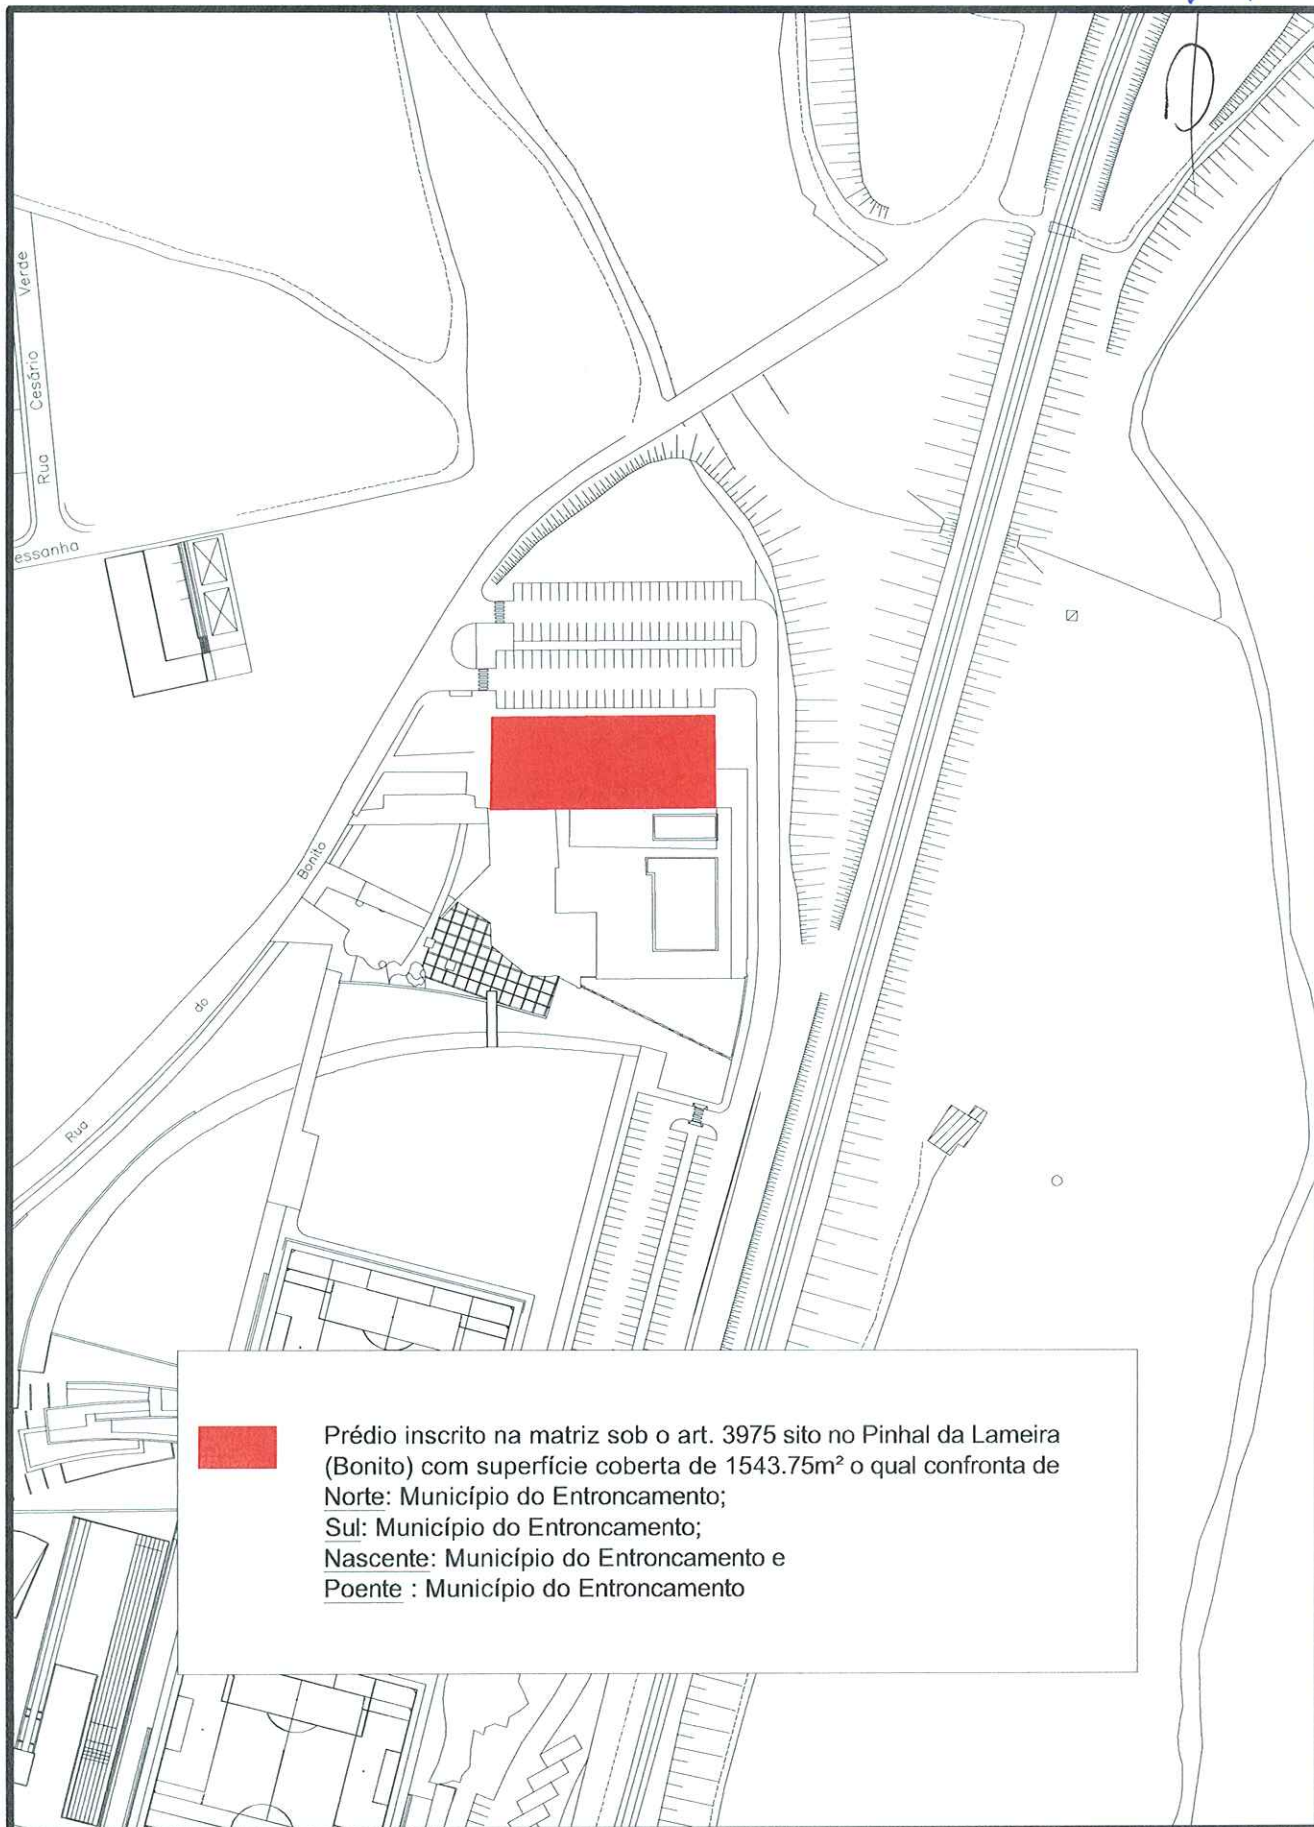 Verde
Cesário
Rua
essanha
Bonito
do
Rua
Prédio inscrito na matriz sob o art. 3975 sito no Pinhal da Lameira
(Bonito) com superfície coberta de 1543.75m² o qual confronta de
Norte: Município do Entroncamento;
Sul: Município do Entroncamento;
Nascente: Município do Entroncamento e
Poente : Município do Entroncamento